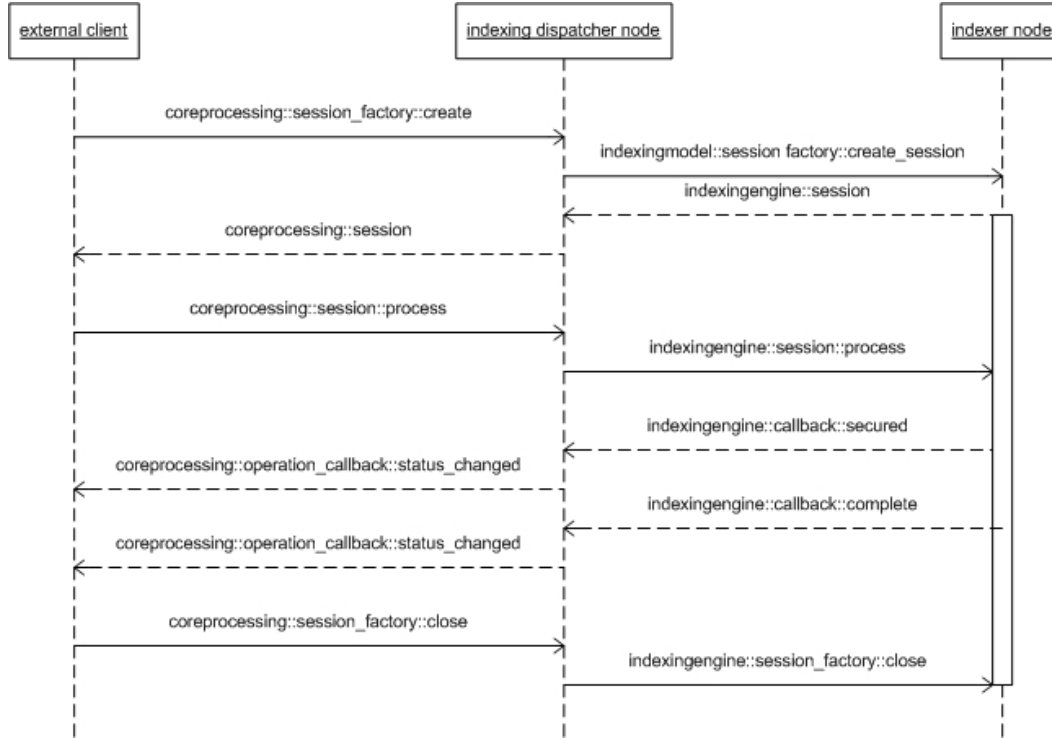 external client
indexing dispatcher node
indexer node
coreprocessing::session_factory::create
indexingmodel::session factory::create_session
indexingengine::session
coreprocessing::session
coreprocessing::session::process
indexingengine::session::process
indexingengine::callback::secured
coreprocessing::operation_callback::status_changed
indexingengine::callback::complete
coreprocessing::operation_callback::status_changed
coreprocessing::session_factory::close
indexingengine::session_factory::close